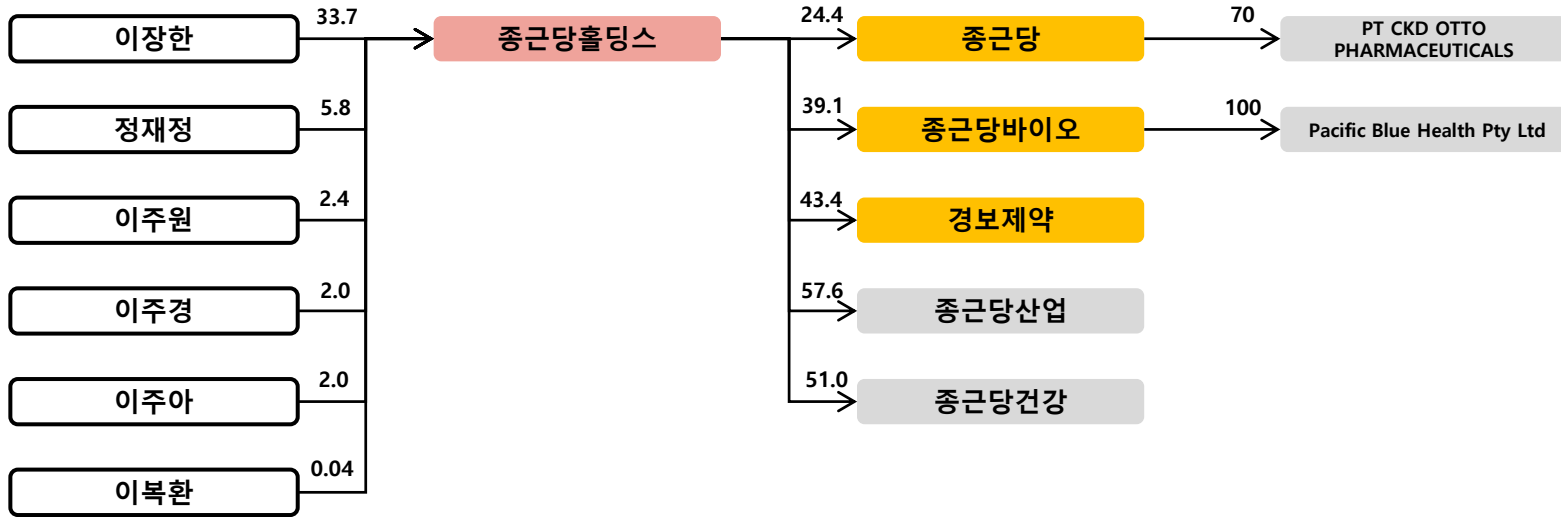 33.7
이장한
종근당홀딩스
24.4
종근당
70
PT CKD OTTO
PHARMACEUTICALS
5.8
정재정
39.1
종근당바이오
100
Pacific Blue Health Pty Ltd
2.4
이주원
43.4
경보제약
2.0
이주경
57.6
종근당산업
2.0
이주아
51.0
종근당건강
0.04
이복환